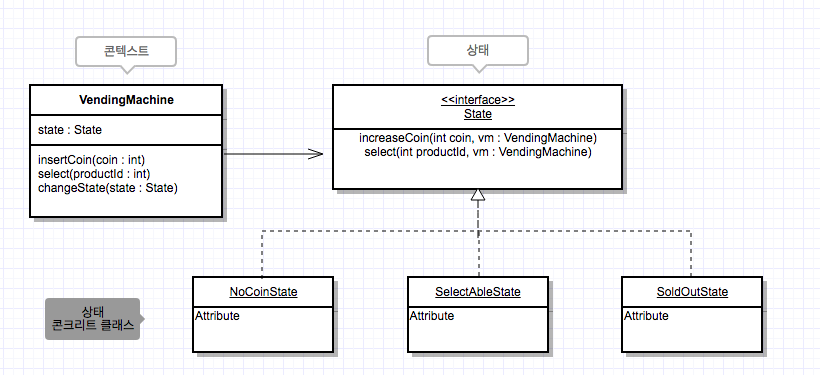 콘텍스트
상태
VendingMachine
state : State
insertCoin(coin : int)
select(productId : int)
changeState(state : State)
<<interface>>
State
increaseCoin(int coin, vm : VendingMachine)
select(int productId, vm : VendingMachine)
NoCoinState
Attribute
SelectAbleState
Attribute
SoldOutState
Attribute
상태
콘크리트 클래스